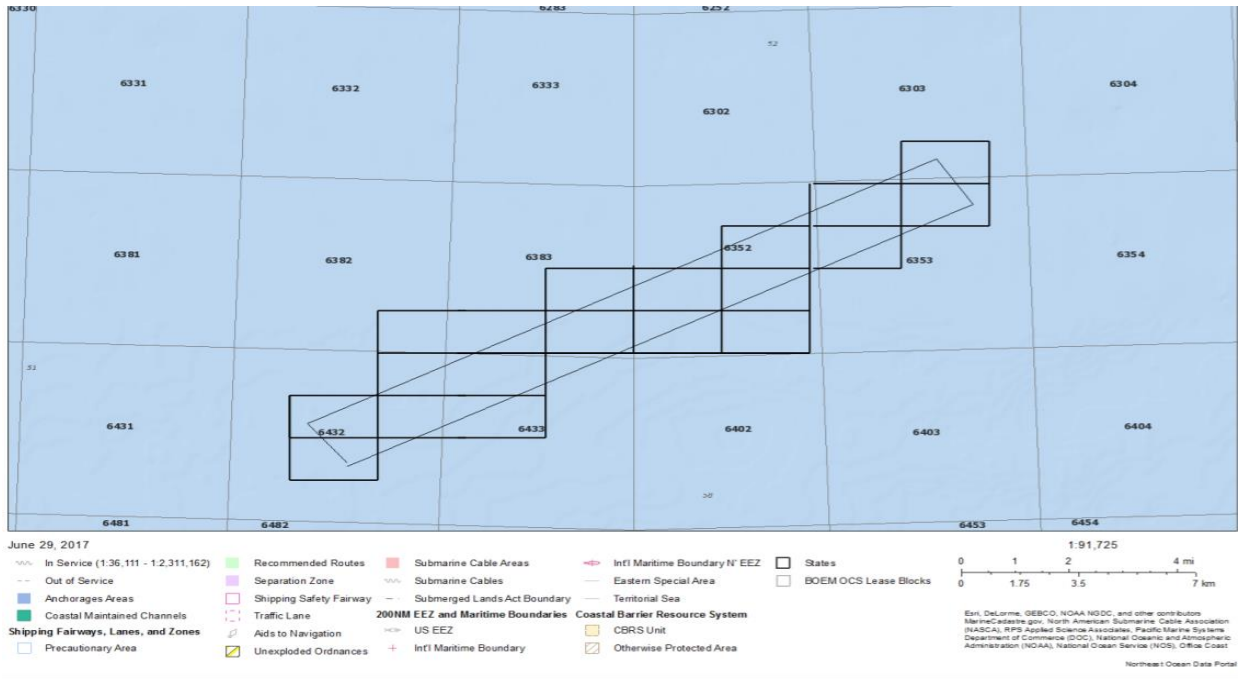 6330 6283 6252
52
6331 6332 6333 6302 6303 6304
6381 6382 6383 6352 6353 6354
51
6431 6432 6433 6402 6403 6404
50
6481 6482 6453 6454
June 29, 2017
In Service (1:36,111 - 1:2,311,162)
Out of Service
Anchorages Areas
Coastal Maintained Channels
Shipping Fairways, Lanes, and Zones
Precautionary Area
Recommended Routes
Separation Zone
Shipping Safety Fairway
Traffic Lane
Aids to Navigation
Unexploded Ordnances
Submarine Cable Areas
Submarine Cables
Submerged Lands Act Boundary
200NM EEZ and Maritime Boundaries
US EEZ
Int'l Maritime Boundary
Int'l Maritime Boundary N' EEZ
Eastern Special Area
Territorial Sea
Coastal Barrier Resource System
CBRS Unit
Otherwise Protected Area
States
BOEM OCS Lease Blocks
1:91,725
0 1 2 4 mi
0 1.75 3.5 7 km
Esri, DeLorme, GEBCO, NOAA NGDC, and other contributors
MarineCadastre.gov, North American Submarine Cable Association
(NASCA), RPS Applied Science Associates, Pacific Marine Systems
Department of Commerce (DOC), National Oceanic and Atmospheric
Administration (NOAA), National Ocean Service (NOS), Office Coast
Northeast Ocean Data Portal